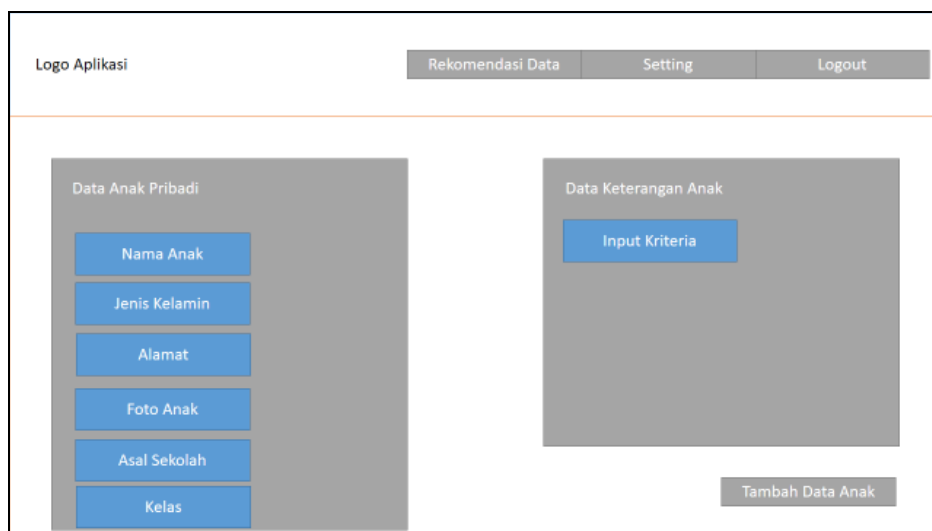 Logo Aplikasi
Rekomendasi Data
Setting
Logout
Data Anak Pribadi
Nama Anak
Jenis Kelamin
Alamat
Foto Anak
Asal Sekolah
Kelas
Data Keterangan Anak
Input Kriteria
Tambah Data Anak